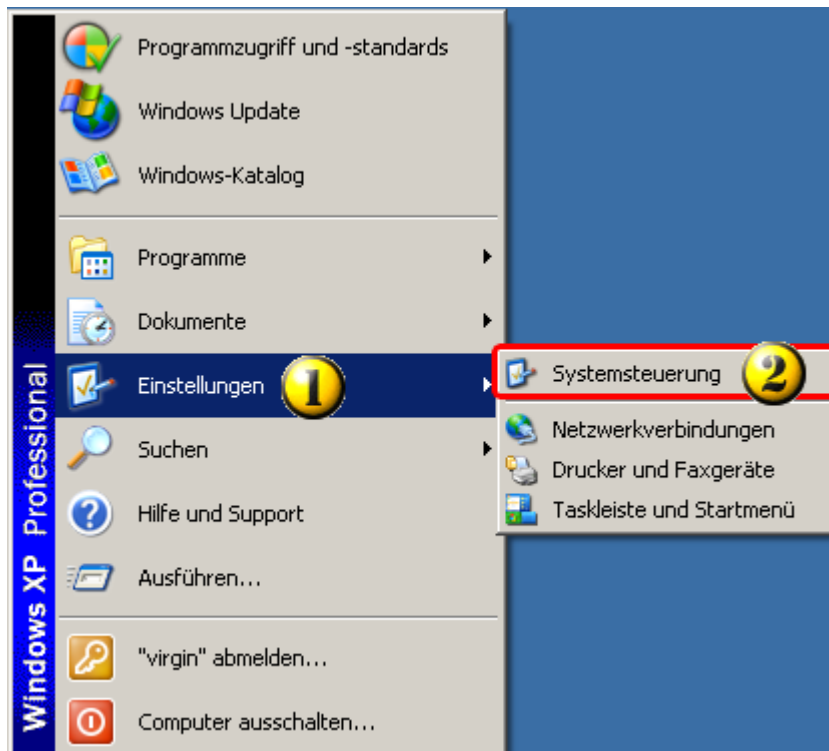 Programmzugriff und -standards
Windows Update
Windows-Katalog
Programme
Dokumente
Einstellungen 1
Suchen
Hilfe und Support
Ausführen...
"virgin" abmelden...
Computer ausschalten...
Windows XP Professional
Systemsteuerung 2
Netzwerkverbindungen
Drucker und Faxgeräte
Taskleiste und Startmenü